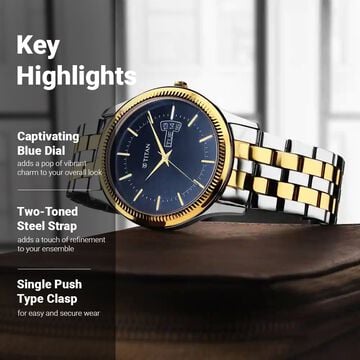 Key
Highlights
Captivating
Blue Dial
adds a pop of vibrant
charm to your overall look
Two-Toned
Steel Strap
adds a touch of refinement
to your ensemble
Single Push
Type Clasp
for easy and secure wear
TITAN